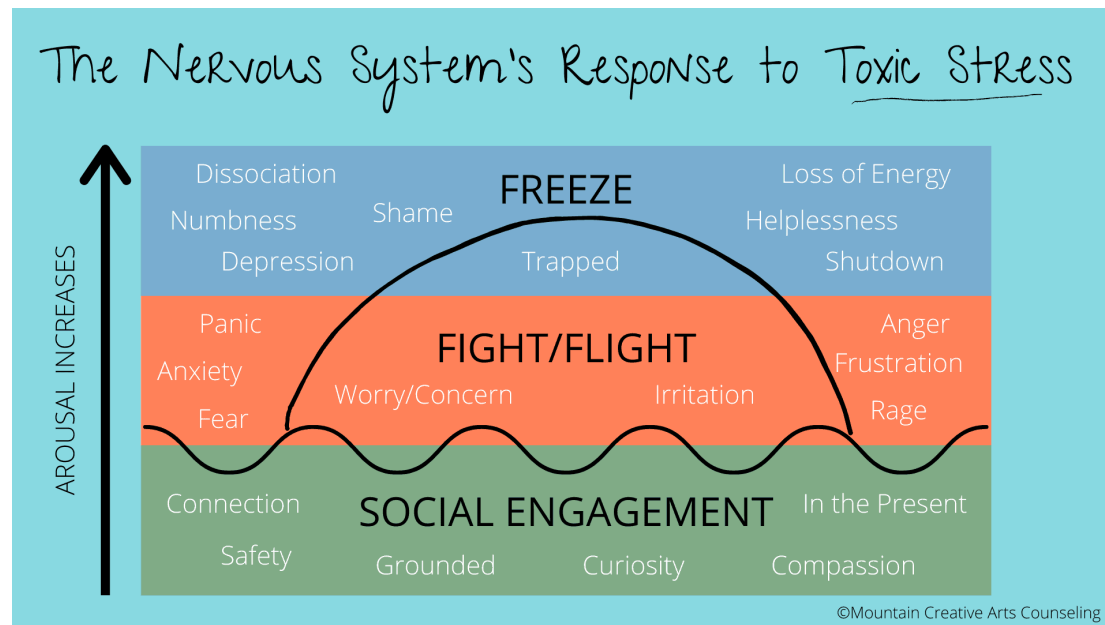 The Nervous System's Response to Toxic Stress
AROUSAL INCREASES
FREEZE
Dissociation
Numbness
Shame
Depression
Trapped
Loss of Energy
Helplessness
Shutdown
FIGHT/FLIGHT
Panic
Anxiety
Fear
Worry/Concern
Irritation
Anger
Frustration
Rage
SOCIAL ENGAGEMENT
Connection
Safety
Grounded
Curiosity
In the Present
Compassion
©Mountain Creative Arts Counseling